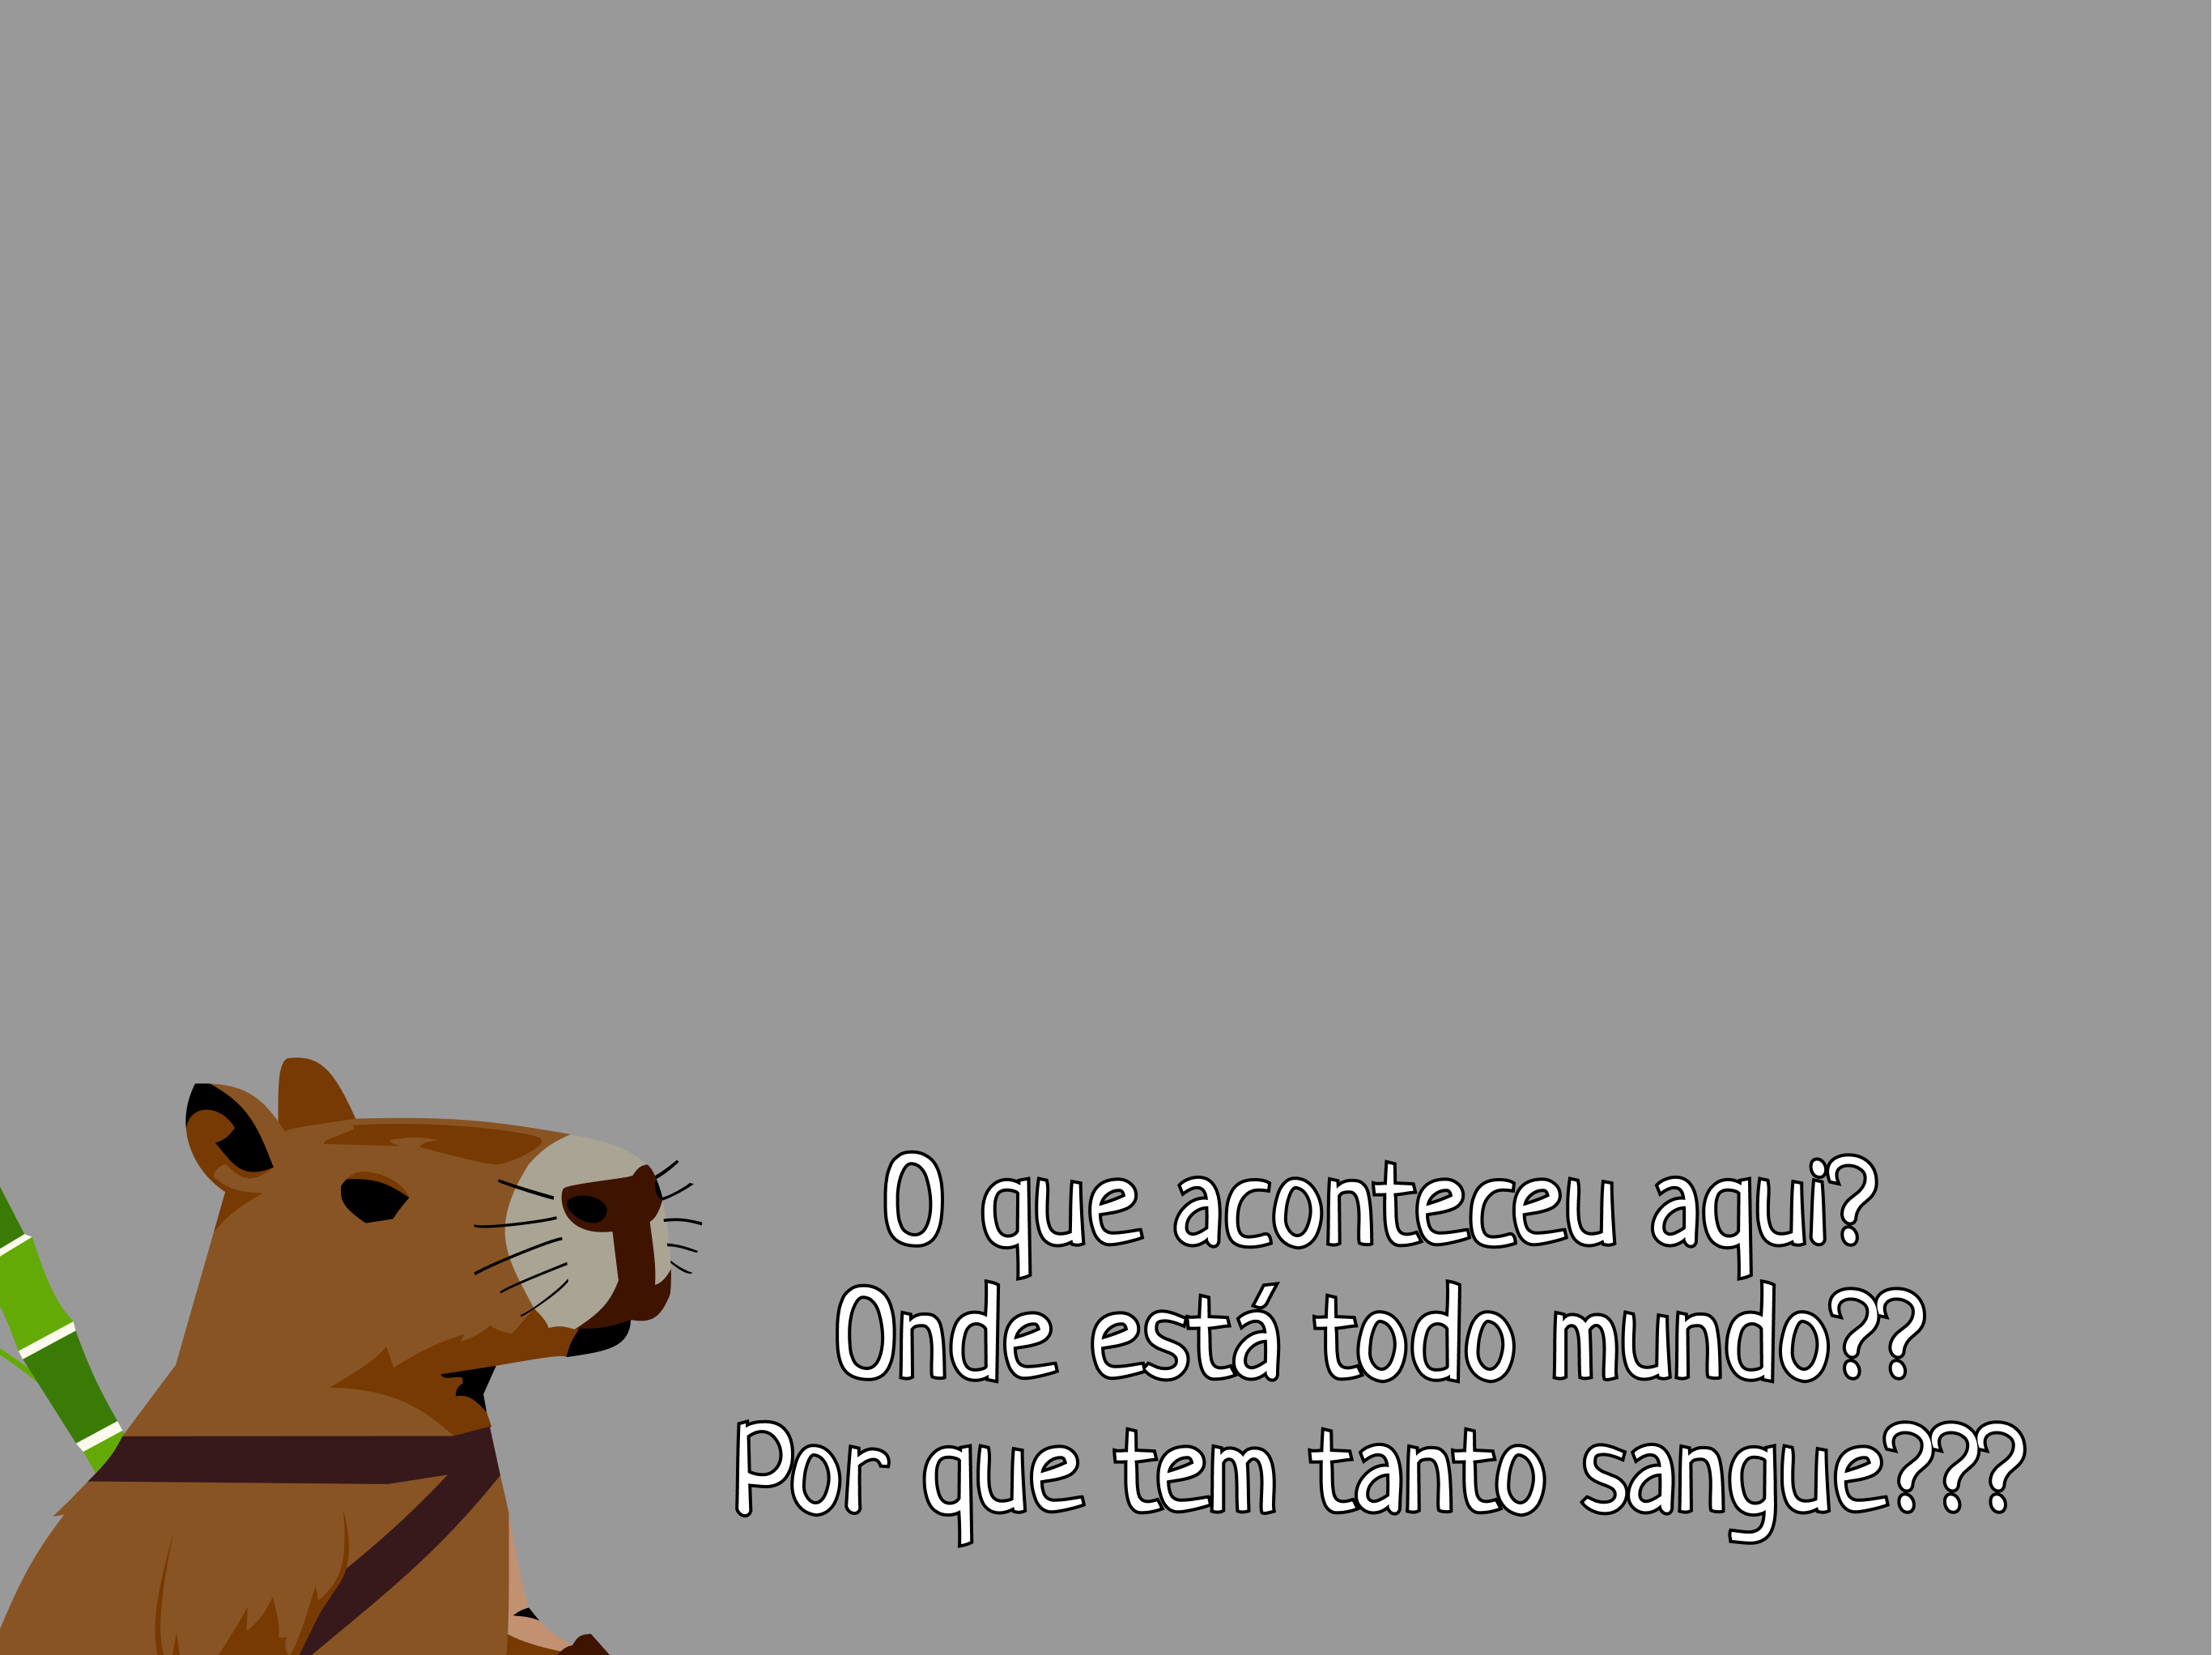 O que aconteceu aqui?
Onde está todo mundo??
Por que tem tanto sangue???